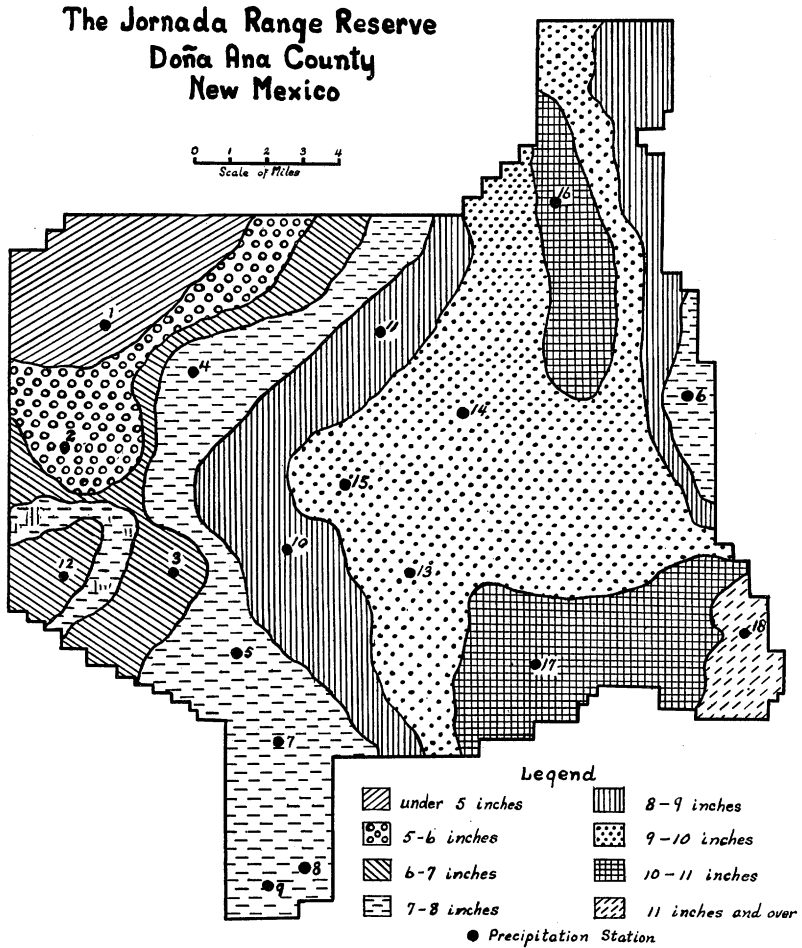 The Jornada Range Reserve
Doña Ana County
New Mexico
0 1 2 3 4
Scale of Miles
16
1
11
4
6
14
2
15.
10
12
3
13
18
5
17
7
8
9
Legend
under 5 inches
5-6 inches
6-7 inches
7-8 inches
8-9 inches
9-10 inches
10-11 inches
11 inches and over
Precipitation Station